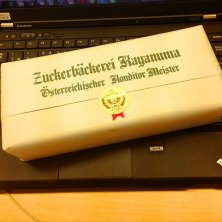 Zuckerbäckerei Kayanuma
Österreichischer Konditor Meister